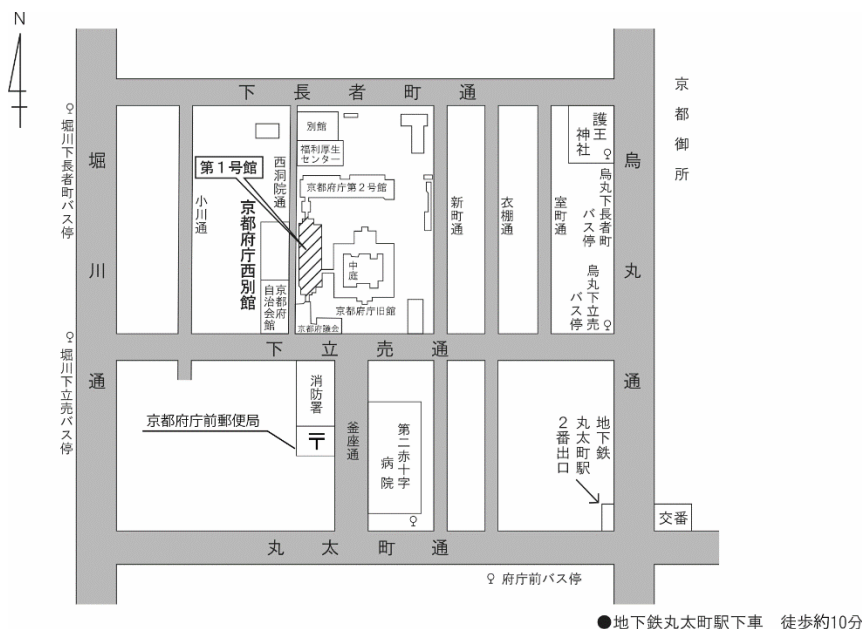 N
下長者町通
京都御所
堀川下長者町バス停
堀川通
小川通
西洞院通
別館
福利厚生
センター
第1号館
京都府庁第2号館
京都府庁西別館
中庭
京都府庁旧館
京都府
自治会館
京都府議会
新町通
衣棚通
室町通
護王
神社
烏丸下長者町
バス停
烏丸下立売
バス停
烏丸通
下立売通
堀川下立売バス停
消防署
京都府庁前郵便局
〒
釜座通
第二赤十字
病院
地下鉄
丸太町駅
2番出口
交番
丸太町通
府庁前バス停
●地下鉄丸太町駅下車　徒歩約10分